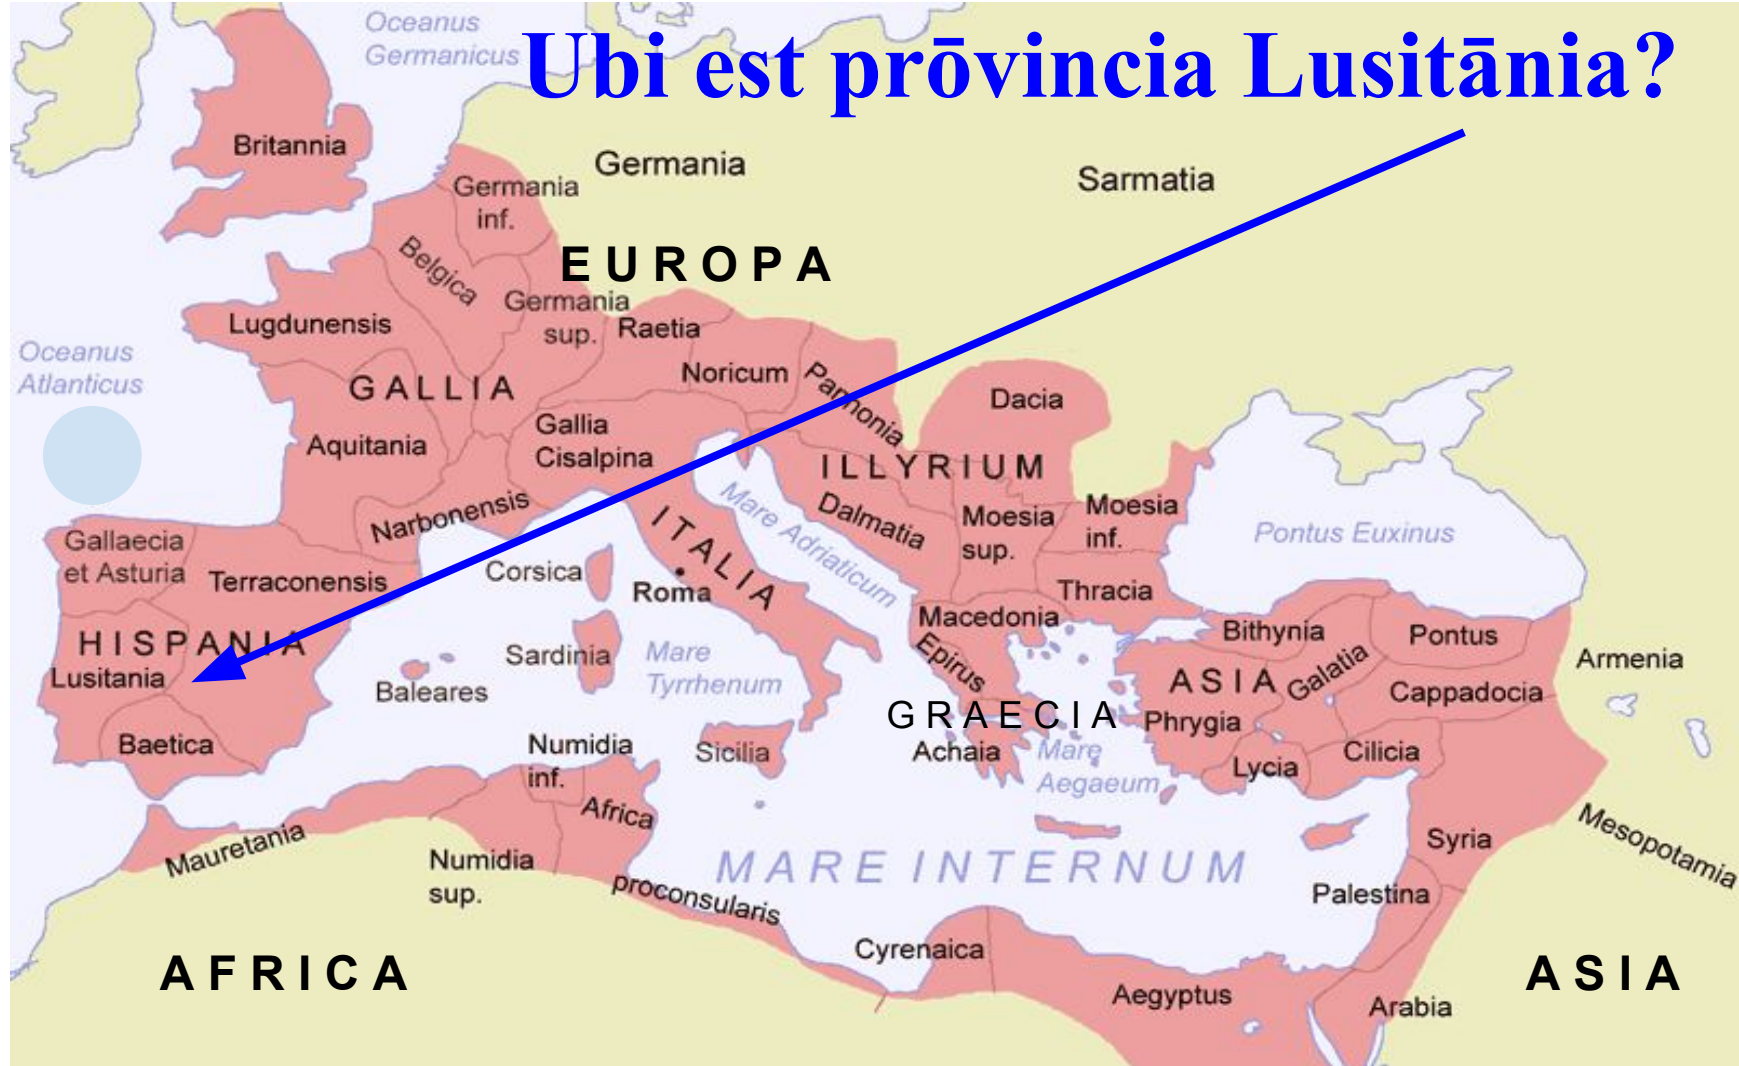 Ubi est prōvincia Lusitānia?
Oceanus
Germanicus
Britannia
Germania
Sarmatia
Germania
inf.
EUROPA
Belgica
Germania
sup.
Lugdunensis
Raetia
Oceanus
Atlanticus
GALLIA
Noricum
Pannonia
Dacia
Gallia
Cisalpina
Aquitania
ILLYRIUM
Narbonensis
Mare Adriaticum
Dalmatia
Moesia
sup.
Moesia
inf.
Pontus Euxinus
Gallaecia
et Asturia
Terraconensis
Corsica
ITALIA
Roma
Thracia
Macedonia
HISPANIA
Lusitania
Sardinia
Mare
Tyrrhenum
Epirus
Bithynia
Pontus
Galatia
Armenia
ASIA
Cappadocia
Baleares
GRAECIA
Phrygia
Baetica
Numidia
inf.
Sicilia
Achaia
Mare
Aegaeum
Lycia
Cilicia
Africa
Mauretania
Numidia
sup.
proconsularis
MARE INTERNUM
Syria
Mesopotamia
Palestina
Cyrenaica
AFRICA
Aegyptus
Arabia
ASIA